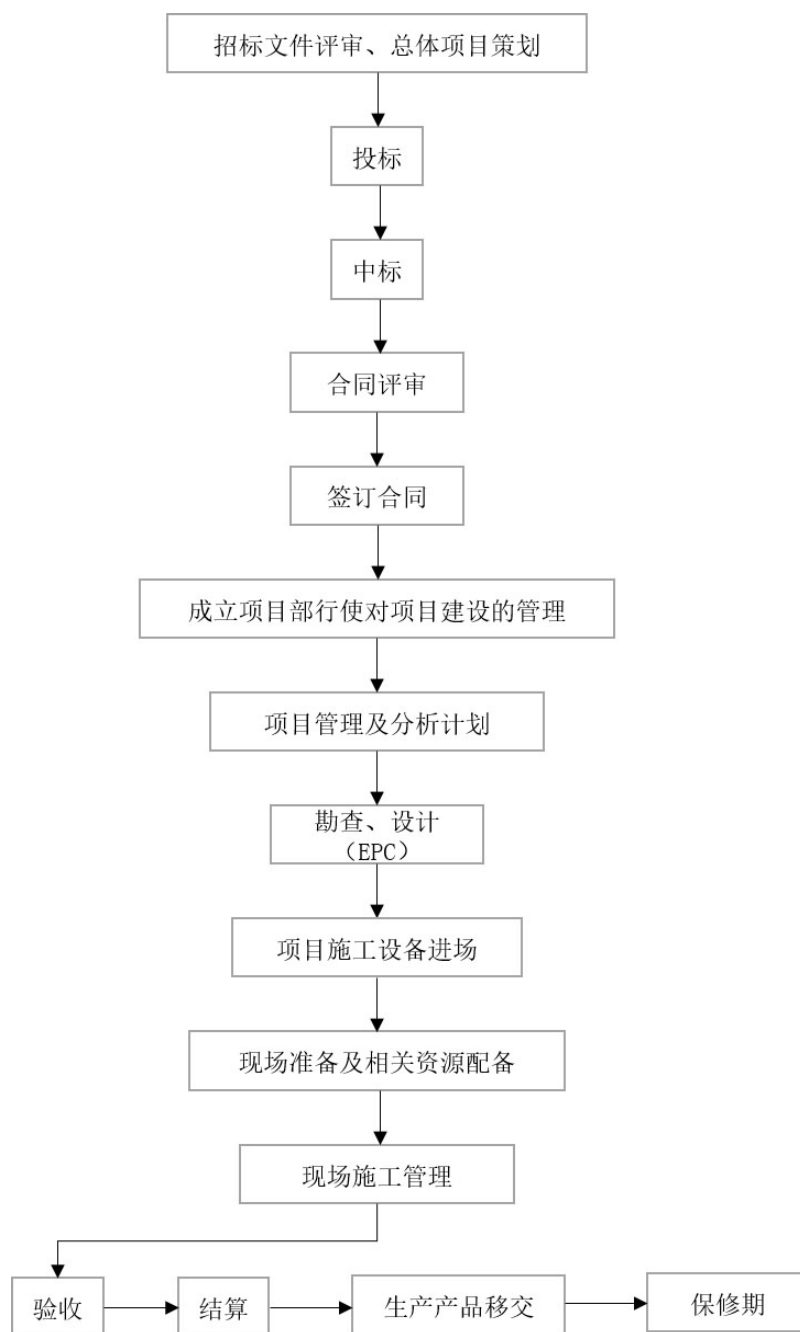 招标文件评审、总体项目策划
投标
中标
合同评审
签订合同
成立项目部行使对项目建设的管理
项目管理及分析计划
勘查、设计
（EPC）
项目施工设备进场
现场准备及相关资源配备
现场施工管理
验收
结算
生产产品移交
保修期